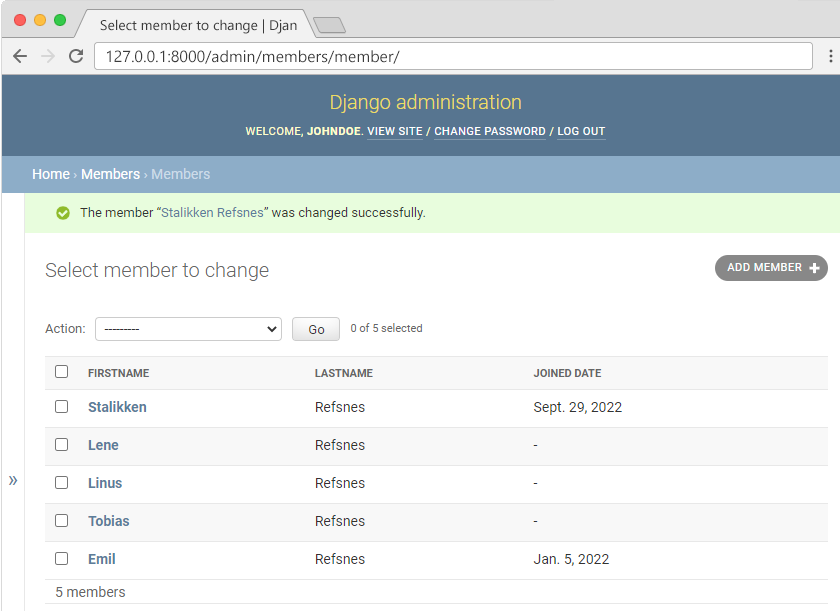 Select member to change | Djan
127.0.0.1:8000/admin/members/member/
Django administration
WELCOME, JOHNDOE. VIEW SITE / CHANGE PASSWORD / LOG OUT
Home › Members › Members
The member “Stalikken Refsnes” was changed successfully.
Select member to change
ADD MEMBER +
Action: --------- Go 0 of 5 selected
FIRSTNAME LASTNAME JOINED DATE
Stalikken Refsnes Sept. 29, 2022
Lene Refsnes -
Linus Refsnes -
»
Tobias Refsnes -
Emil Refsnes Jan. 5, 2022
5 members